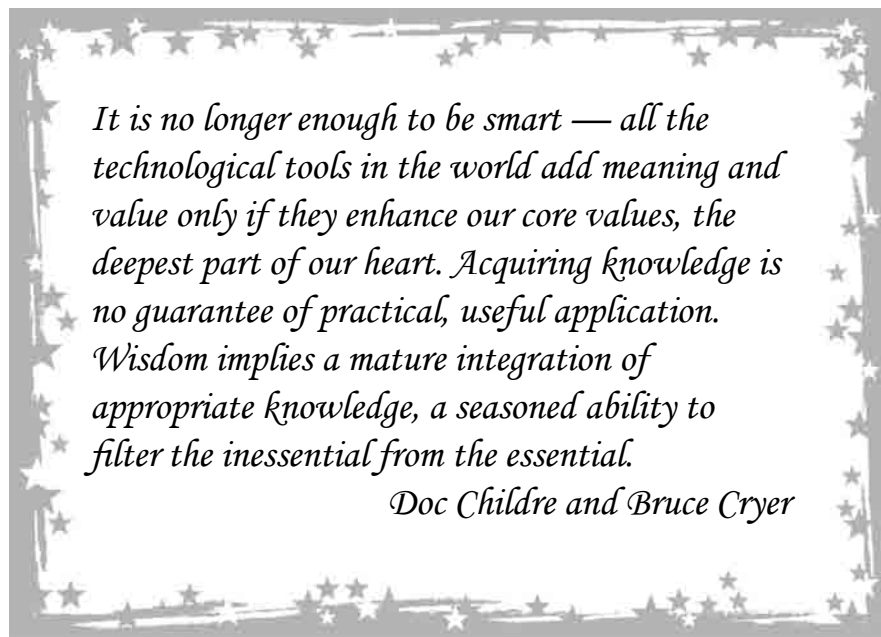 It is no longer enough to be smart — all the
technological tools in the world add meaning and
value only if they enhance our core values, the
deepest part of our heart. Acquiring knowledge is
no guarantee of practical, useful application.
Wisdom implies a mature integration of
appropriate knowledge, a seasoned ability to
filter the inessential from the essential.
Doc Childre and Bruce Cryer